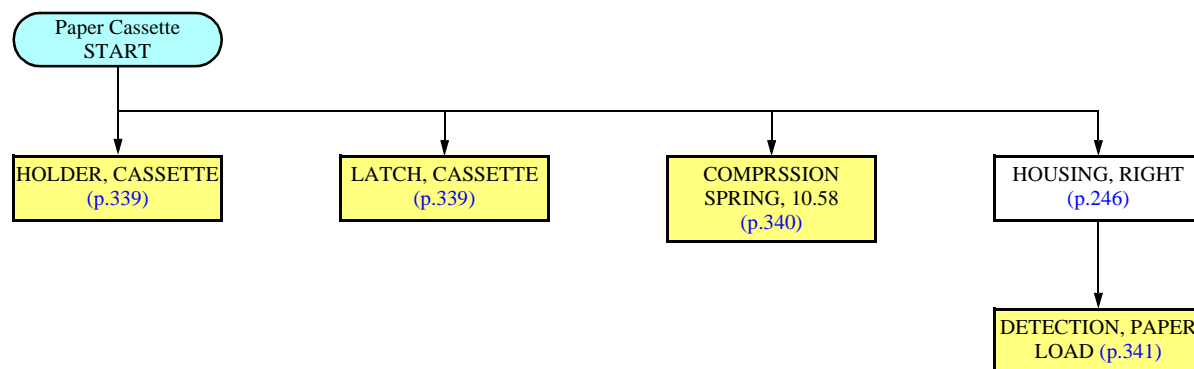 Paper Cassette
START
HOLDER, CASSETTE
(p.339)
LATCH, CASSETTE
(p.339)
COMPRSSION
SPRING, 10.58
(p.340)
HOUSING, RIGHT
(p.246)
DETECTION, PAPER
LOAD (p.341)